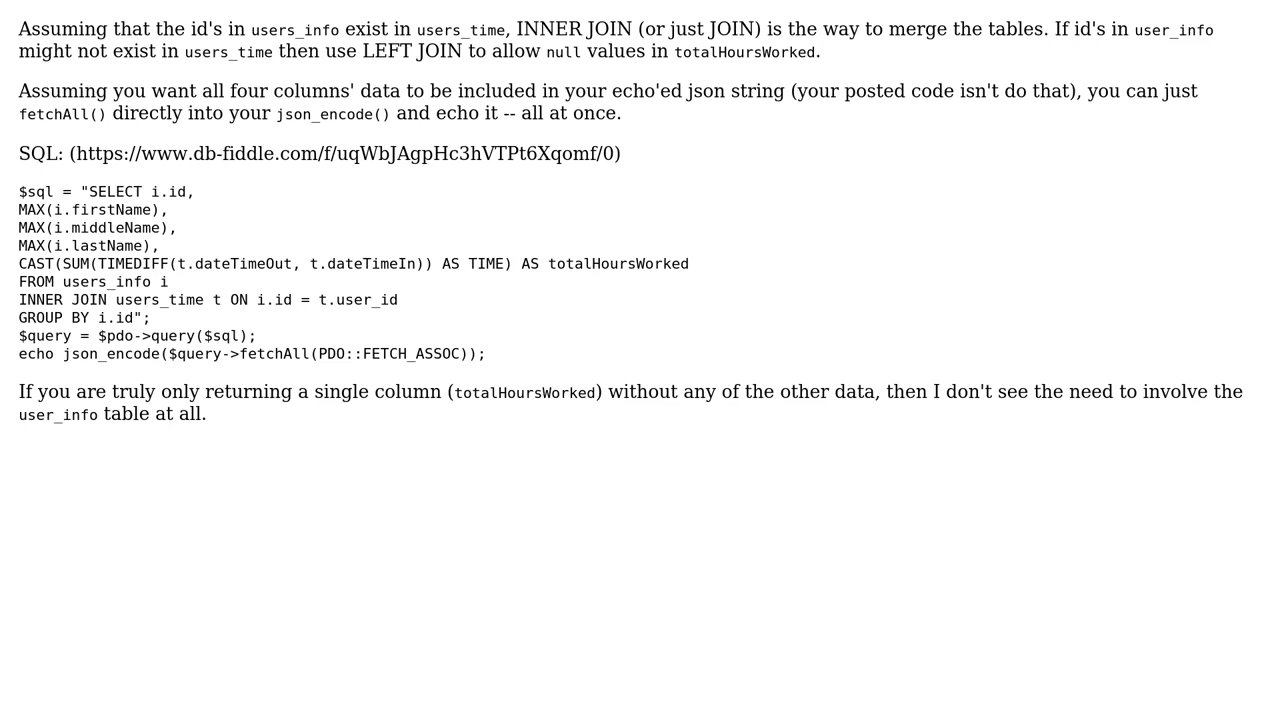 Assuming that the id's in users_info exist in users_time, INNER JOIN (or just JOIN) is the way to merge the tables. If id's in user_info
might not exist in users_time then use LEFT JOIN to allow null values in totalHoursWorked.
Assuming you want all four columns' data to be included in your echo'ed json string (your posted code isn't do that), you can just
fetchAll() directly into your json_encode() and echo it -- all at once.
SQL: (https://www.db-fiddle.com/f/uqWbJAgpHc3hVTPt6Xqomf/0)
$sql = "SELECT i.id,
MAX(i.firstName),
MAX(i.middleName),
MAX(i.lastName),
CAST(SUM(TIMEDIFF(t.dateTimeOut, t.dateTimeIn)) AS TIME) AS totalHoursWorked
FROM users_info i
INNER JOIN users_time t ON i.id = t.user_id
GROUP BY i.id";
$query = $pdo->query($sql);
echo json_encode($query->fetchAll(PDO::FETCH_ASSOC));
If you are truly only returning a single column (totalHoursWorked) without any of the other data, then I don't see the need to involve the
user_info table at all.